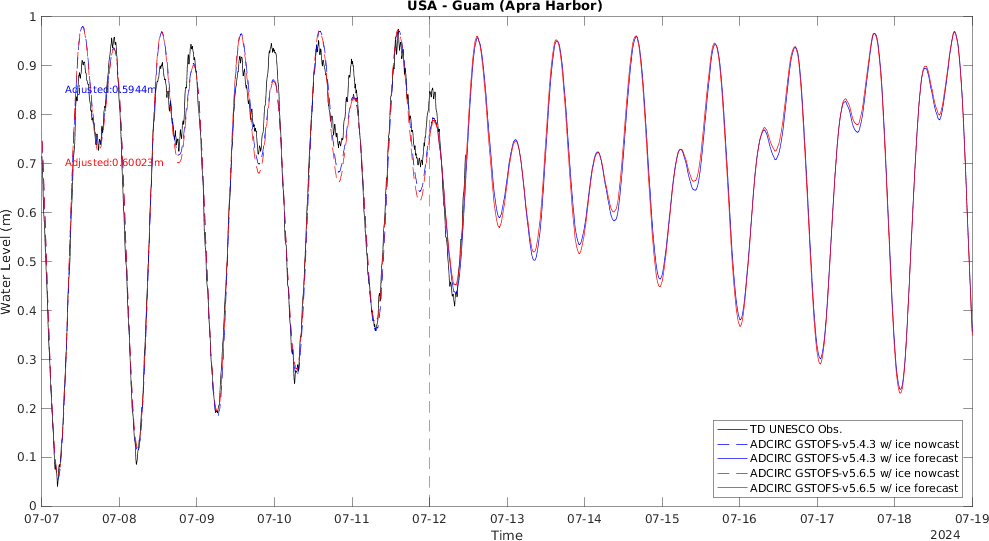 USA - Guam (Apra Harbor)
1
0.9
0.8
0.7
0.6
0.5
0.4
0.3
0.2
0.1
0
Water Level (m)
Adjusted:0.5944m
Adjusted:0.60023m
TD UNESCO Obs.
ADCIRC GSTOFS-v5.4.3 w/ ice nowcast
ADCIRC GSTOFS-v5.4.3 w/ ice forecast
ADCIRC GSTOFS-v5.6.5 w/ ice nowcast
ADCIRC GSTOFS-v5.6.5 w/ ice forecast
07-07 07-08 07-09 07-10 07-11 07-12 07-13 07-14 07-15 07-16 07-17 07-18 07-19
Time
2024